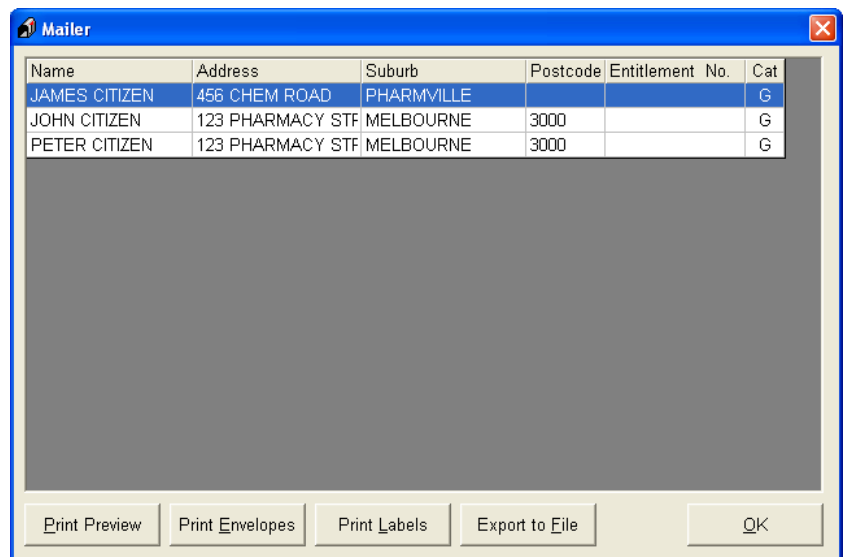 Mailer
Name Address Suburb Postcode Entitlement No. Cat
JAMES CITIZEN 456 CHEM ROAD PHARMVILLE G
JOHN CITIZEN 123 PHARMACY STF MELBOURNE 3000 G
PETER CITIZEN 123 PHARMACY STF MELBOURNE 3000 G
Print Preview Print Envelopes Print Labels Export to File OK